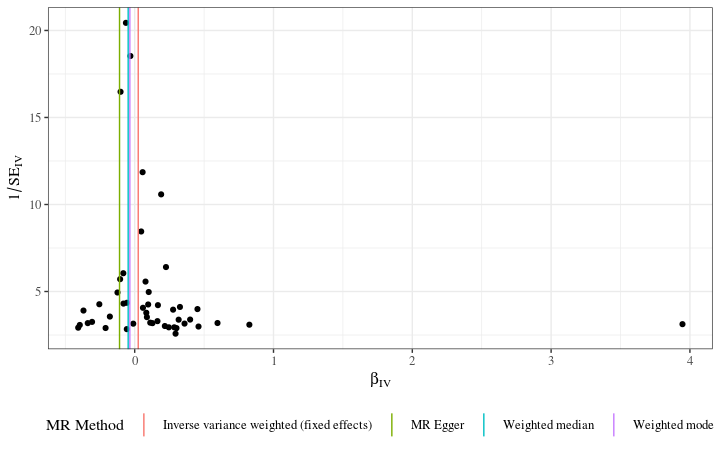 20
15
10
5
1/SE_IV
0 1 2 3 4
β_IV
MR Method Inverse variance weighted (fixed effects) MR Egger Weighted median Weighted mode